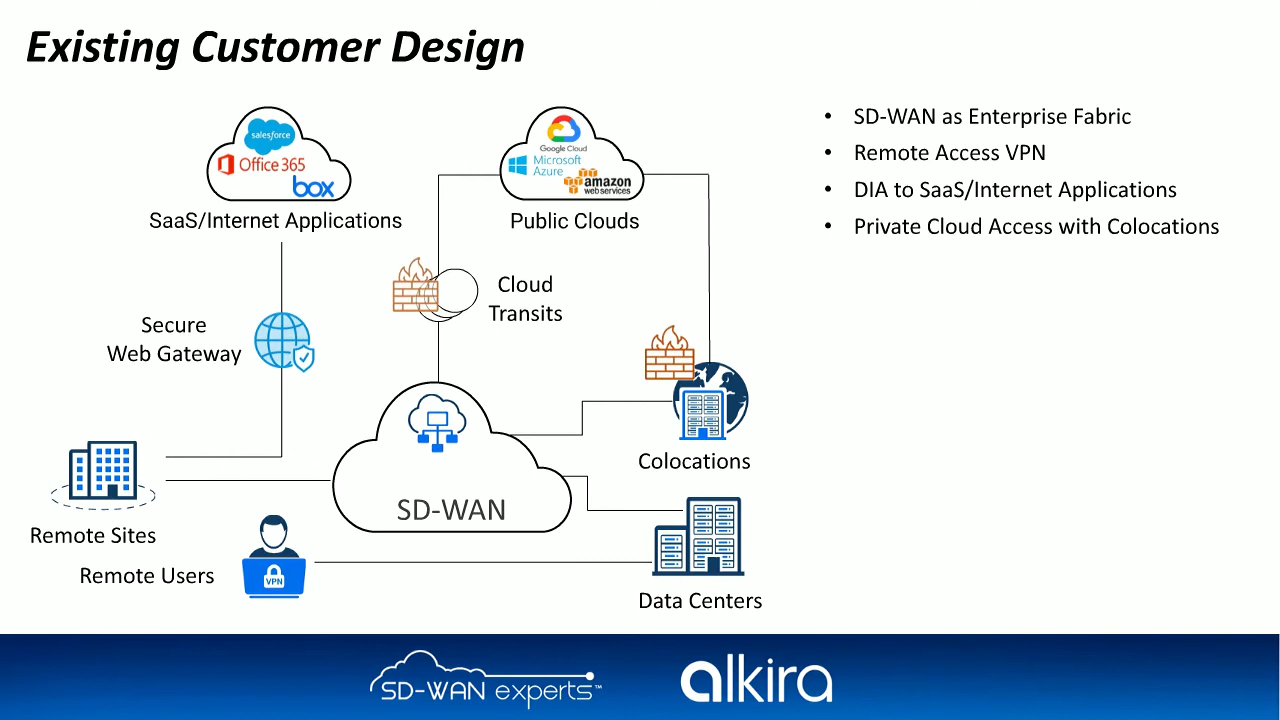 Existing Customer Design
salesforce
Office 365
box
SaaS/Internet Applications
Google Cloud
Microsoft
Azure
amazon
web services
Public Clouds
• SD-WAN as Enterprise Fabric
• Remote Access VPN
• DIA to SaaS/Internet Applications
• Private Cloud Access with Colocations
Cloud
Transits
Secure
Web Gateway
Colocations
SD-WAN
Remote Sites
Remote Users
VPN
Data Centers
SD-WAN experts™
alkira